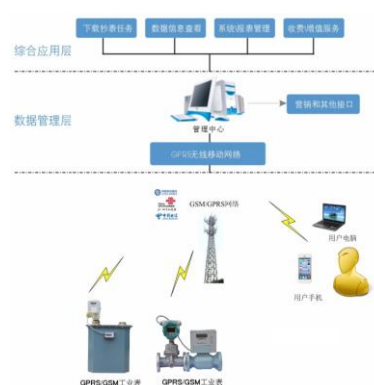 下载抄表任务
数据信息查看
系统\报表管理
收费\增值服务
综合应用层
数据管理层
管理中心
营销和其他接口
GPRS无线移动网络
中国电信
GSM/GPRS网络
用户电脑
用户手机
GPRS/GSM工业表
GPRS/GSM工业表